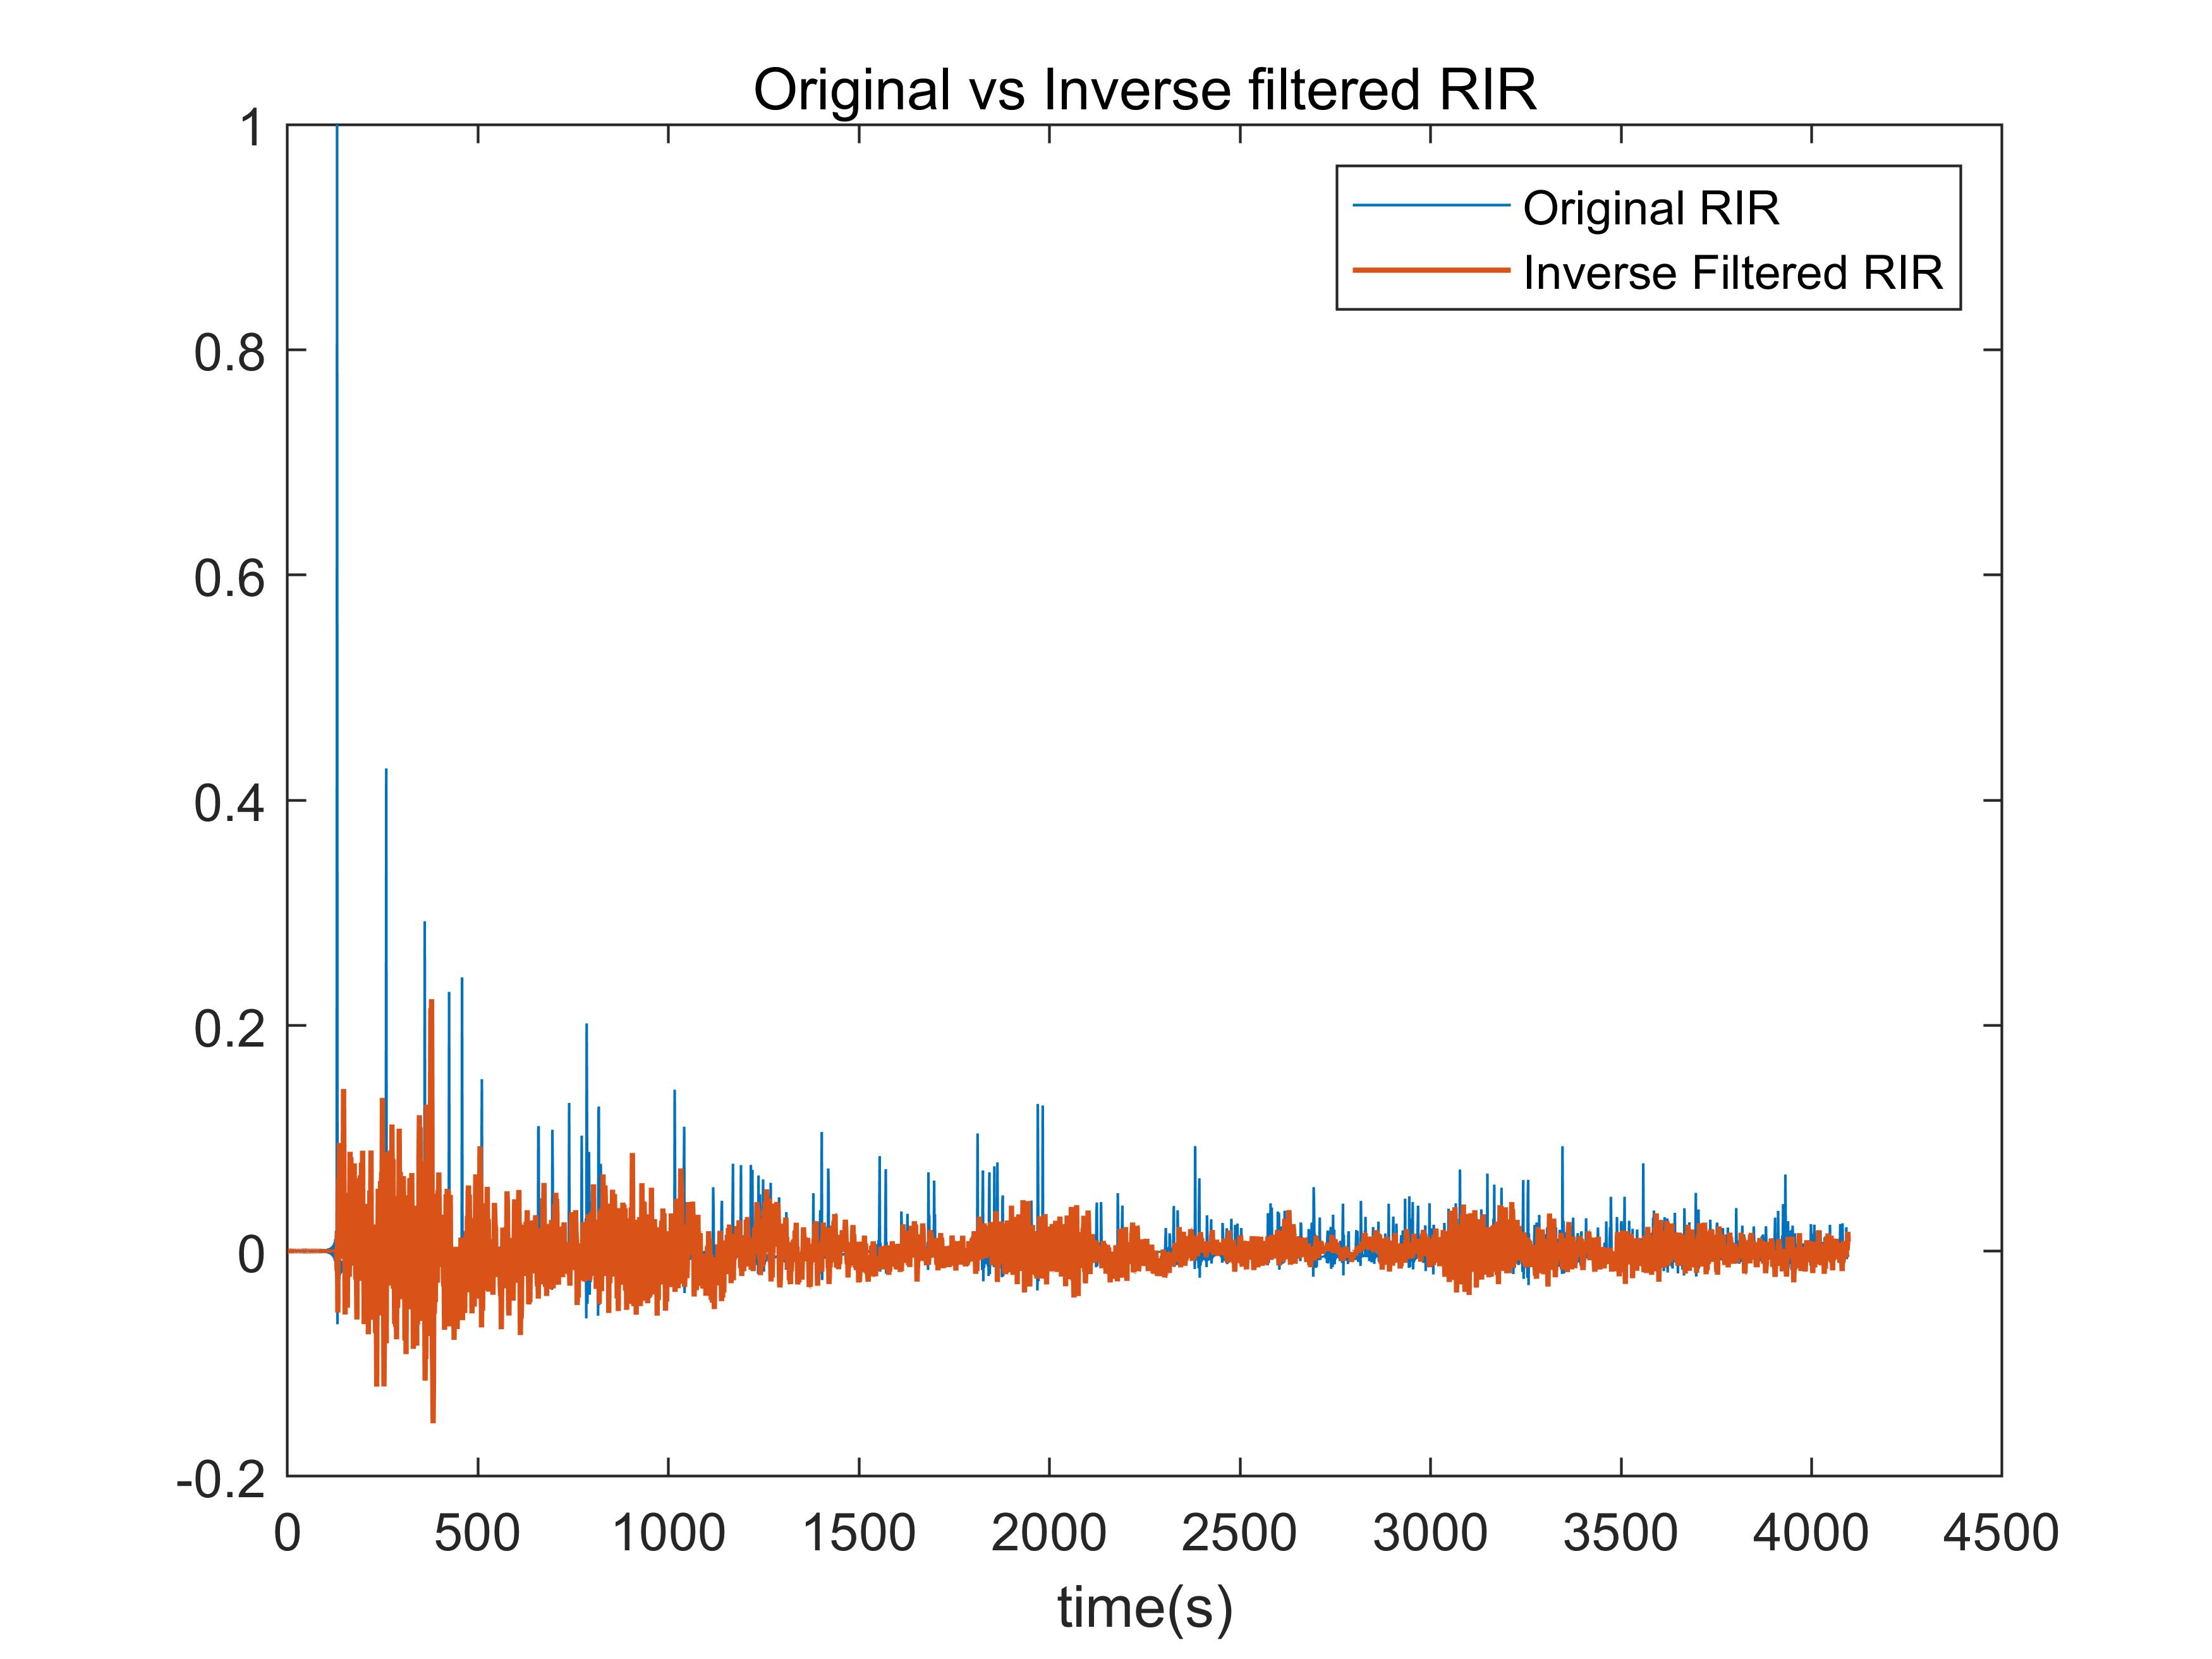 Original vs Inverse filtered RIR
1
Original RIR
Inverse Filtered RIR
0.8
0.6
0.4
0.2
0
-0.2
0 500 1000 1500 2000 2500 3000 3500 4000 4500
time(s)